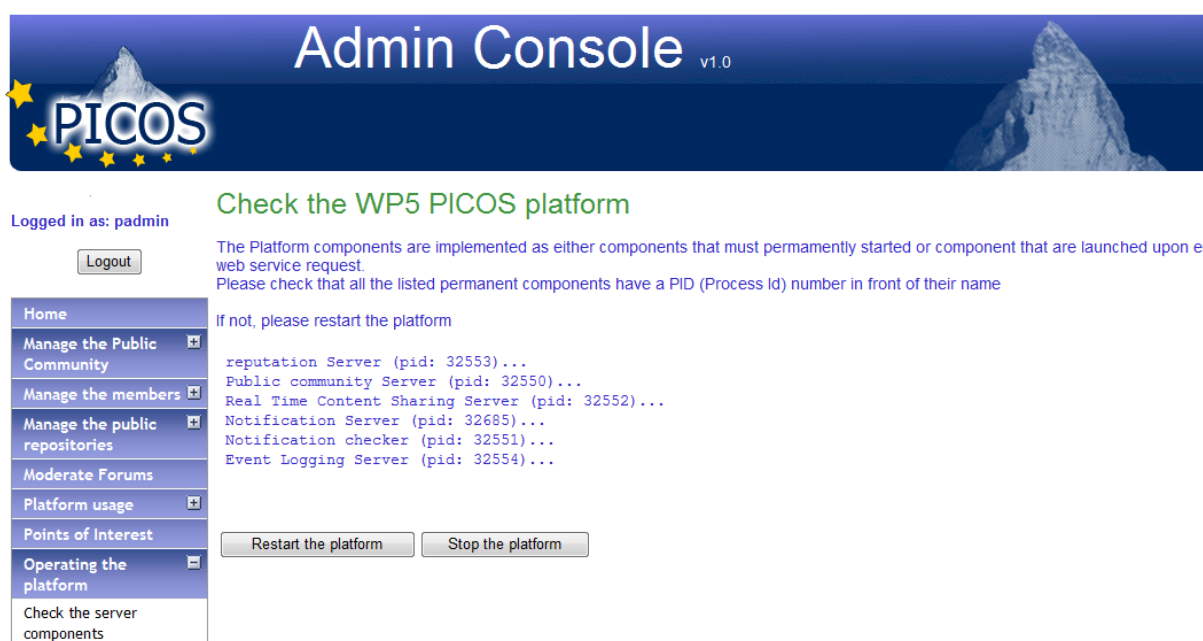 Admin Console v1.0
PICOS
Logged in as: padmin
Logout
Home
Manage the Public
Community
Manage the members
Manage the public
repositories
Moderate Forums
Platform usage
Points of Interest
Operating the
platform
Check the server
components
Check the WP5 PICOS platform
The Platform components are implemented as either components that must permamently started or component that are launched upon
web service request.
Please check that all the listed permanent components have a PID (Process Id) number in front of their name
If not, please restart the platform
reputation Server (pid: 32553)...
Public community Server (pid: 32550)...
Real Time Content Sharing Server (pid: 32552)...
Notification Server (pid: 32685)...
Notification checker (pid: 32551)...
Event Logging Server (pid: 32554)...
Restart the platform
Stop the platform